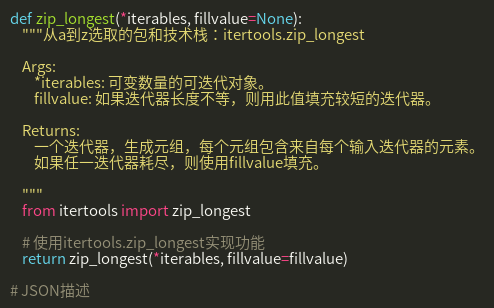 def zip_longest(*iterables, fillvalue=None):
"""从a到z选取的包和技术栈：itertools.zip_longest
Args:
*iterables: 可变数量的可迭代对象。
fillvalue: 如果迭代器长度不等，则用此值填充较短的迭代器。
Returns:
一个迭代器，生成元组，每个元组包含来自每个输入迭代器的元素。
如果任一迭代器耗尽，则使用fillvalue填充。
"""
from itertools import zip_longest
# 使用itertools.zip_longest实现功能
return zip_longest(*iterables, fillvalue=fillvalue)
# JSON描述